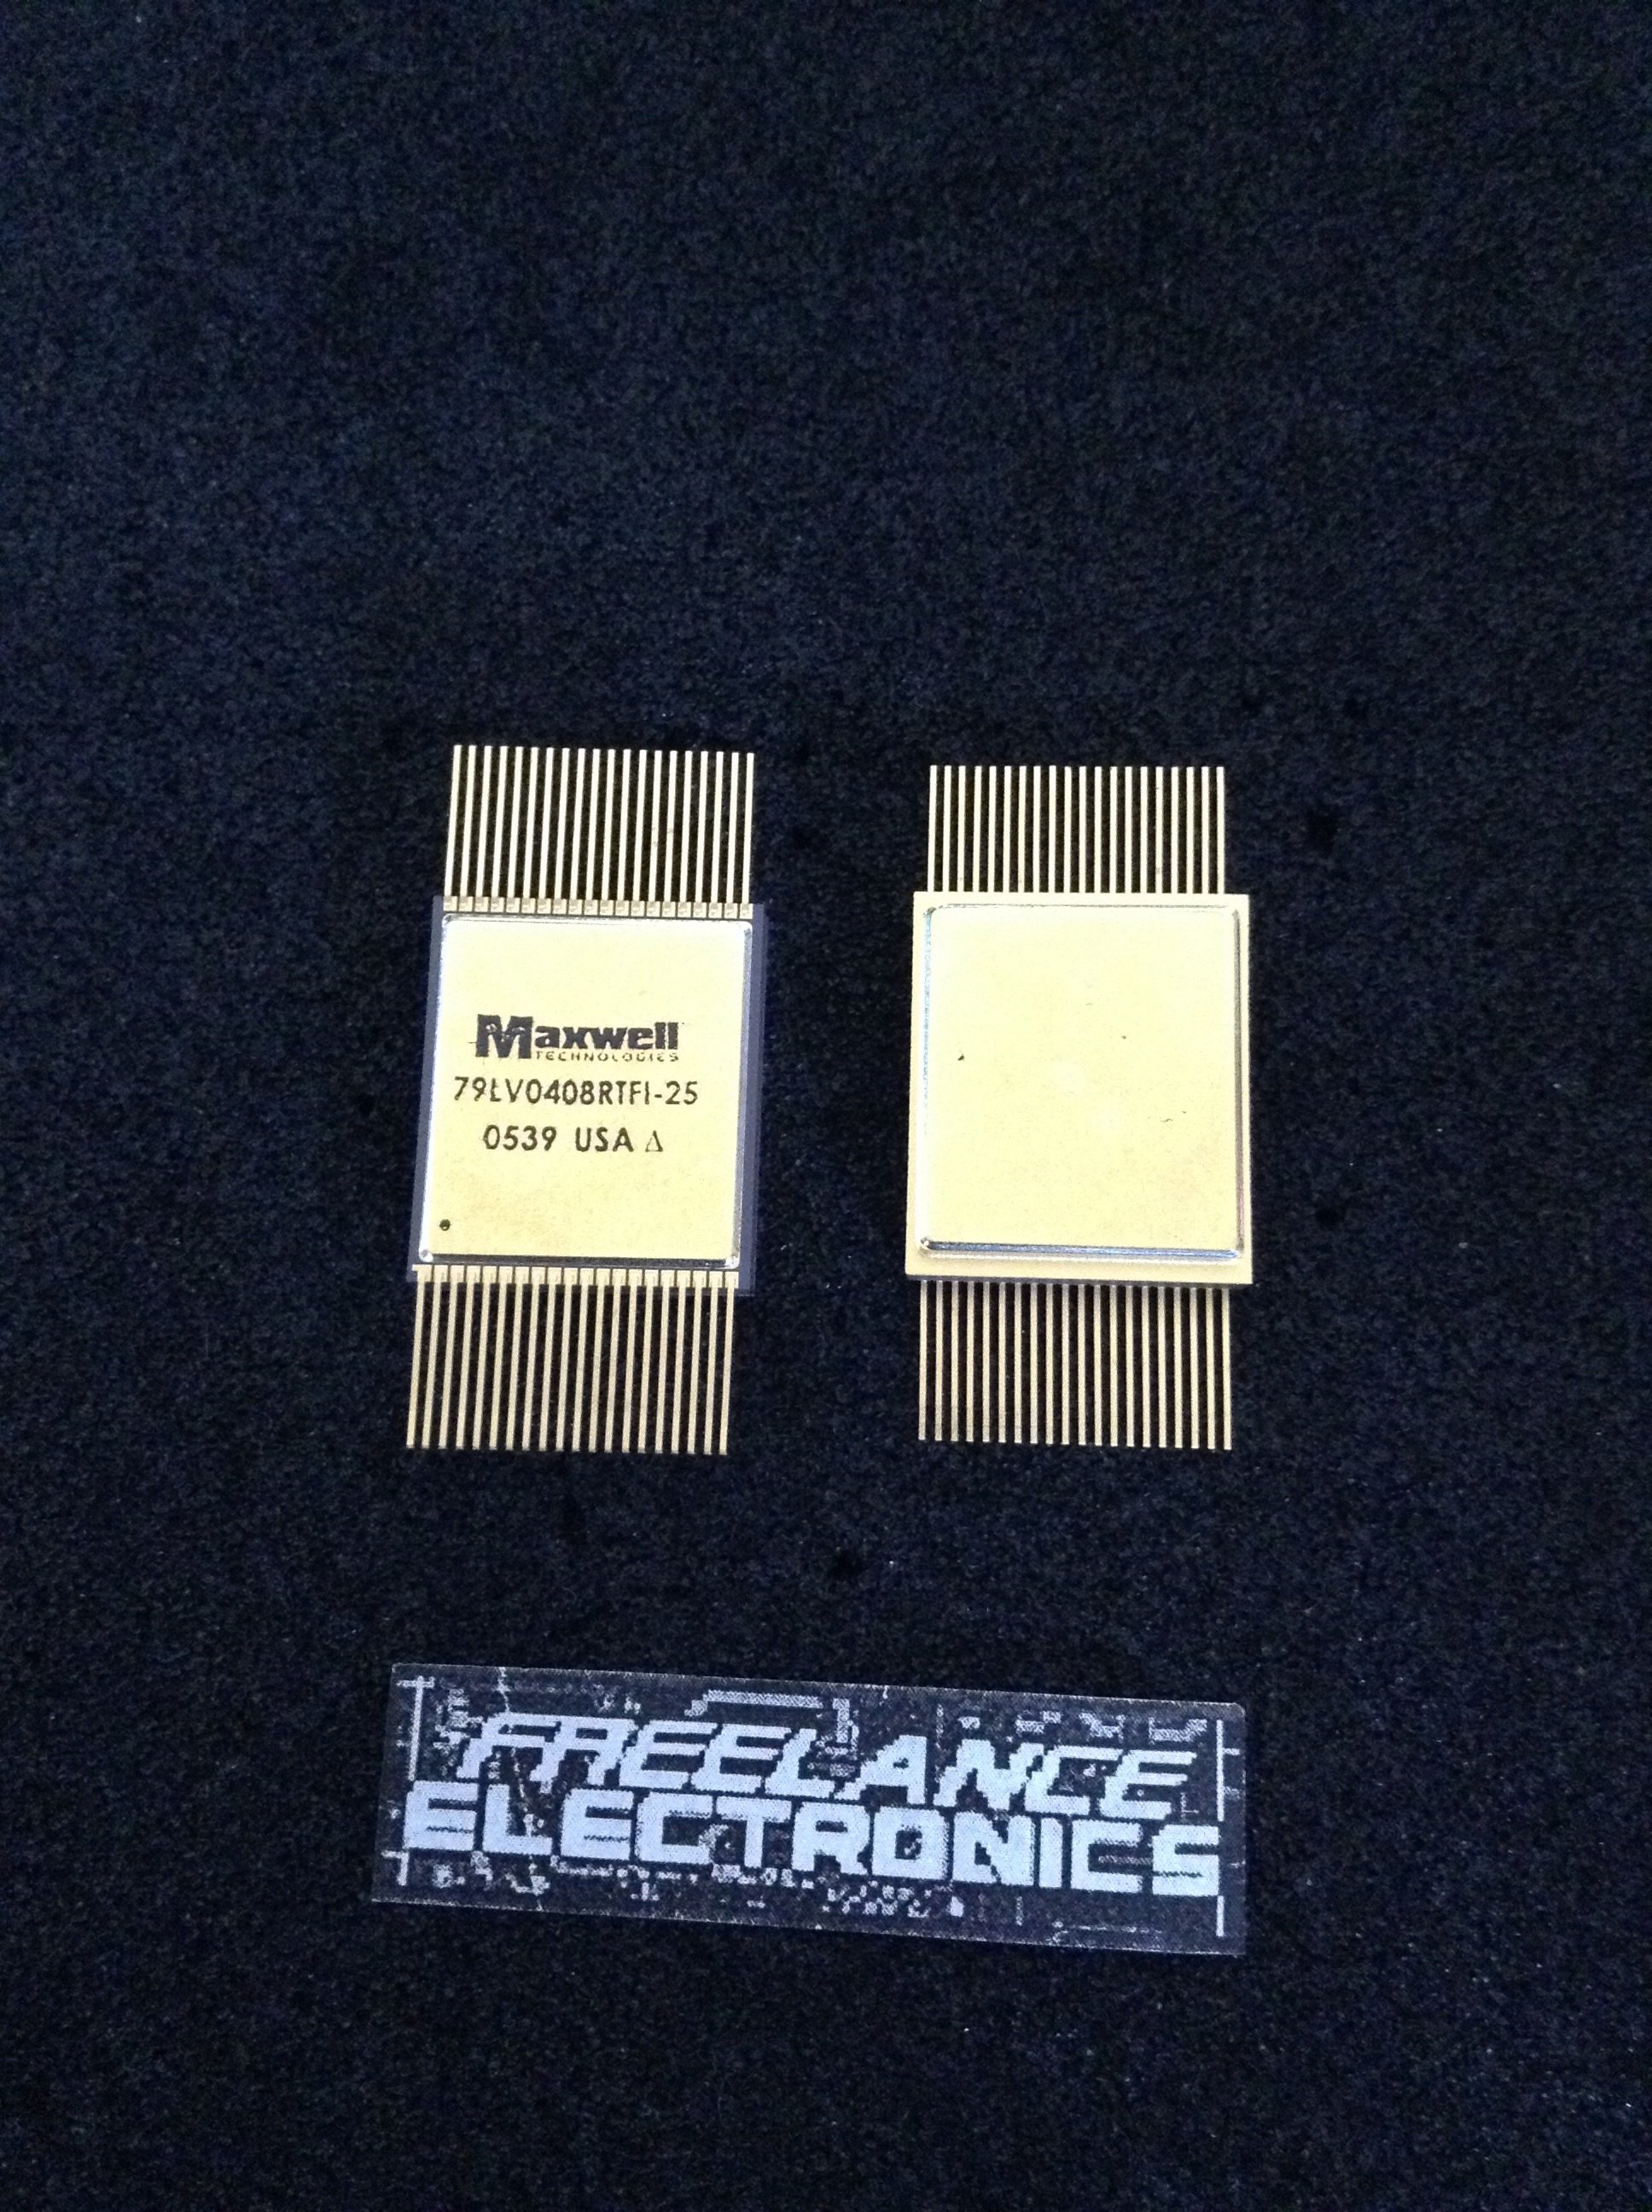 Maxwell
TECHNOLOGIES
79LV0408RTFI-25
0539 USA Δ
FREELANCE
ELECTRONICS